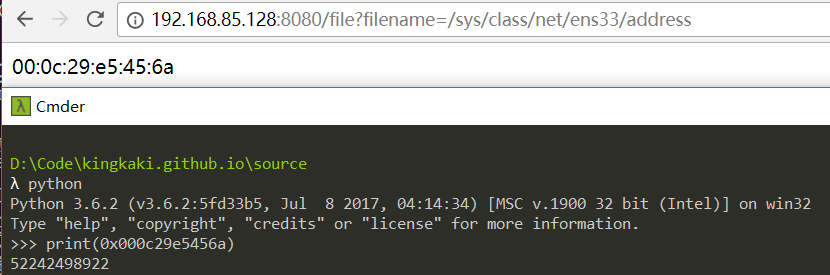 192.168.85.128:8080/file?filename=/sys/class/net/ens33/address
00:0c:29:e5:45:6a
λ Cmder
D:\Code\kingkaki.github.io\source
λ python
Python 3.6.2 (v3.6.2:5fd33b5, Jul  8 2017, 04:14:34) [MSC v.1900 32 bit (Intel)] on win32
Type "help", "copyright", "credits" or "license" for more information.
>>> print(0x000c29e5456a)
52242498922